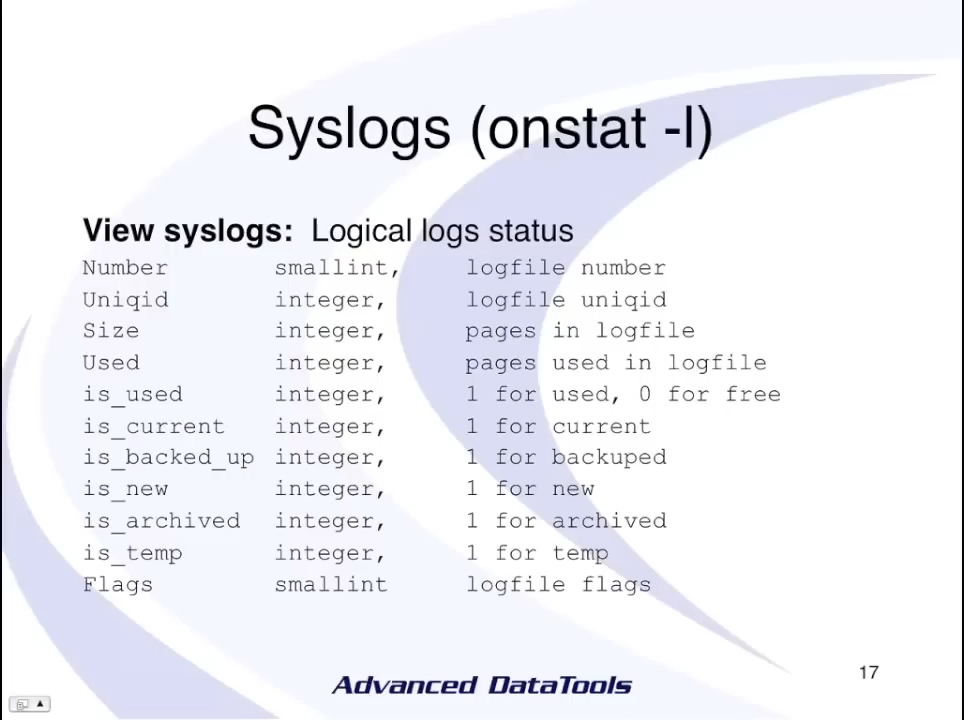 Syslogs (onstat -l)
View syslogs: Logical logs status
Number smallint, logfile number
Uniqid integer, logfile uniqid
Size integer, pages in logfile
Used integer, pages used in logfile
is_used integer, 1 for used, 0 for free
is_current integer, 1 for current
is_backed_up integer, 1 for backuped
is_new integer, 1 for new
is_archived integer, 1 for archived
is_temp integer, 1 for temp
Flags smallint logfile flags
Advanced DataTools
17